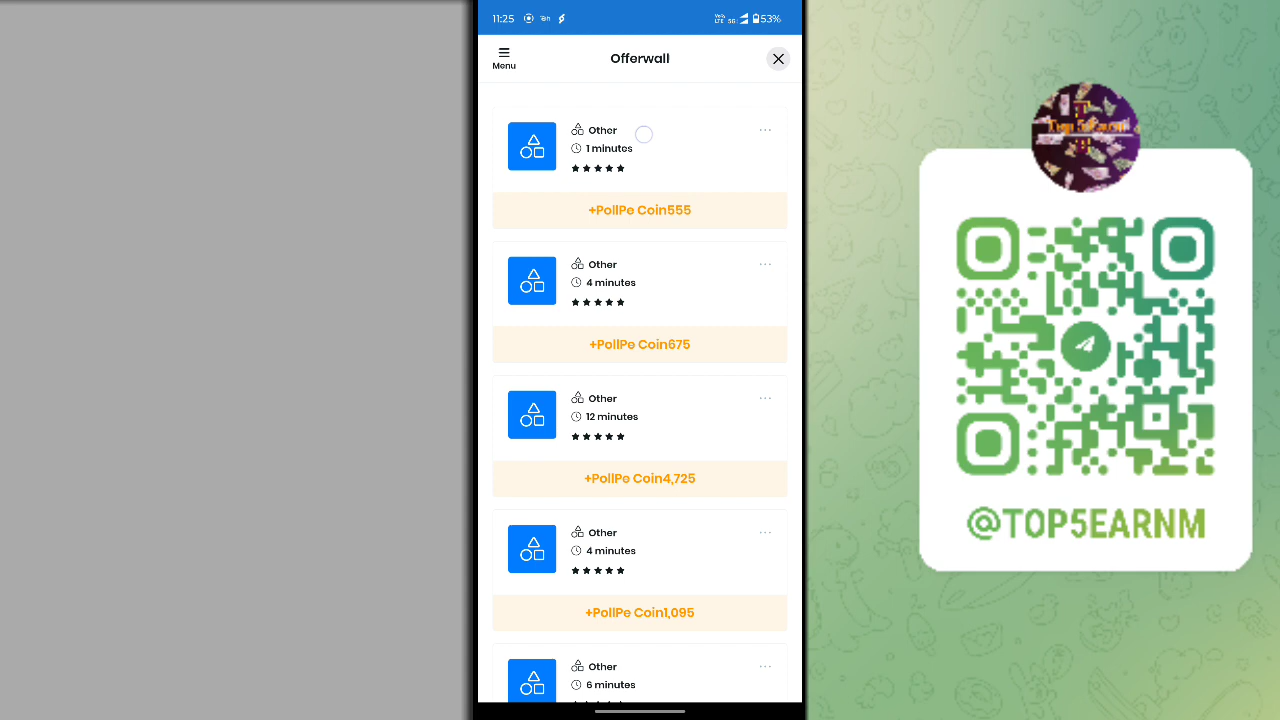 11:25
53%
Menu
Offerwall
Other
1 minutes
+PollPe Coin555
Other
4 minutes
+PollPe Coin675
Other
12 minutes
+PollPe Coin4,725
Other
4 minutes
+PollPe Coin1,095
Other
6 minutes
@TOP5EARNM